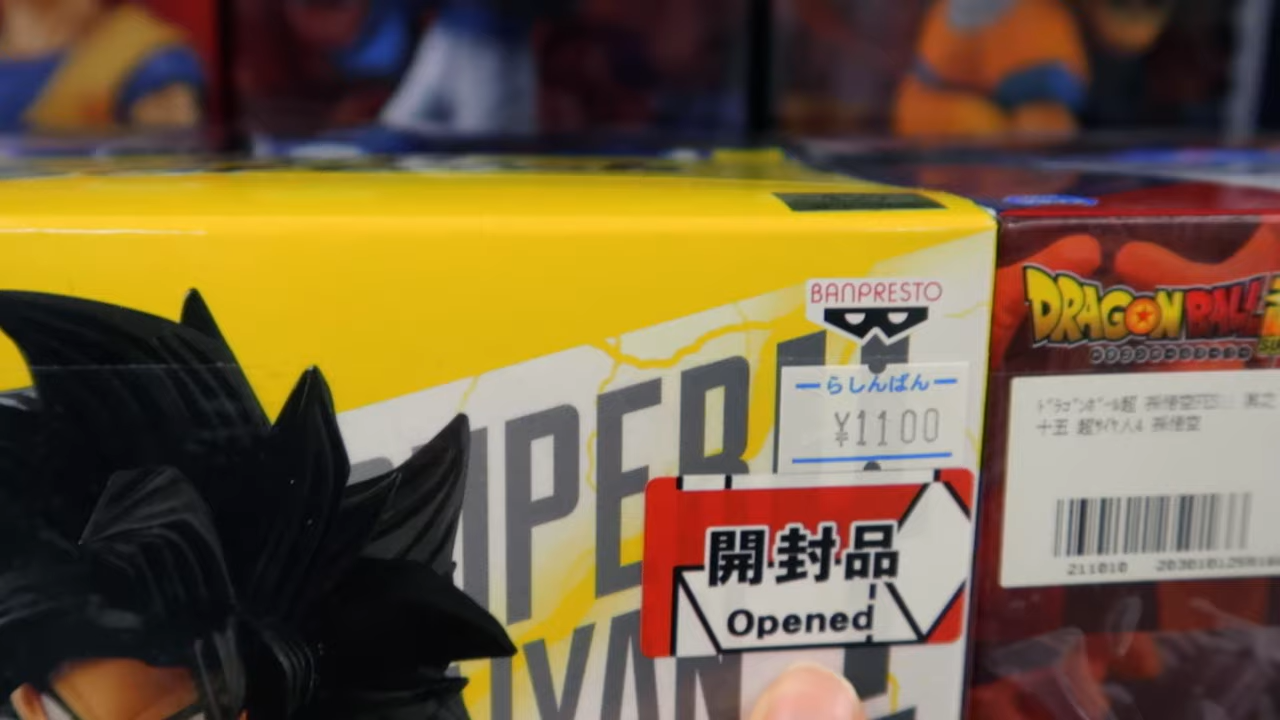 BANPRESTO
らしんばん
¥1100
SUPER
開封品
Opened
DRAGON BALL
ドラゴンボール超 孫悟空FES!! 其之
十五 超サイヤ人4 孫悟空
211010